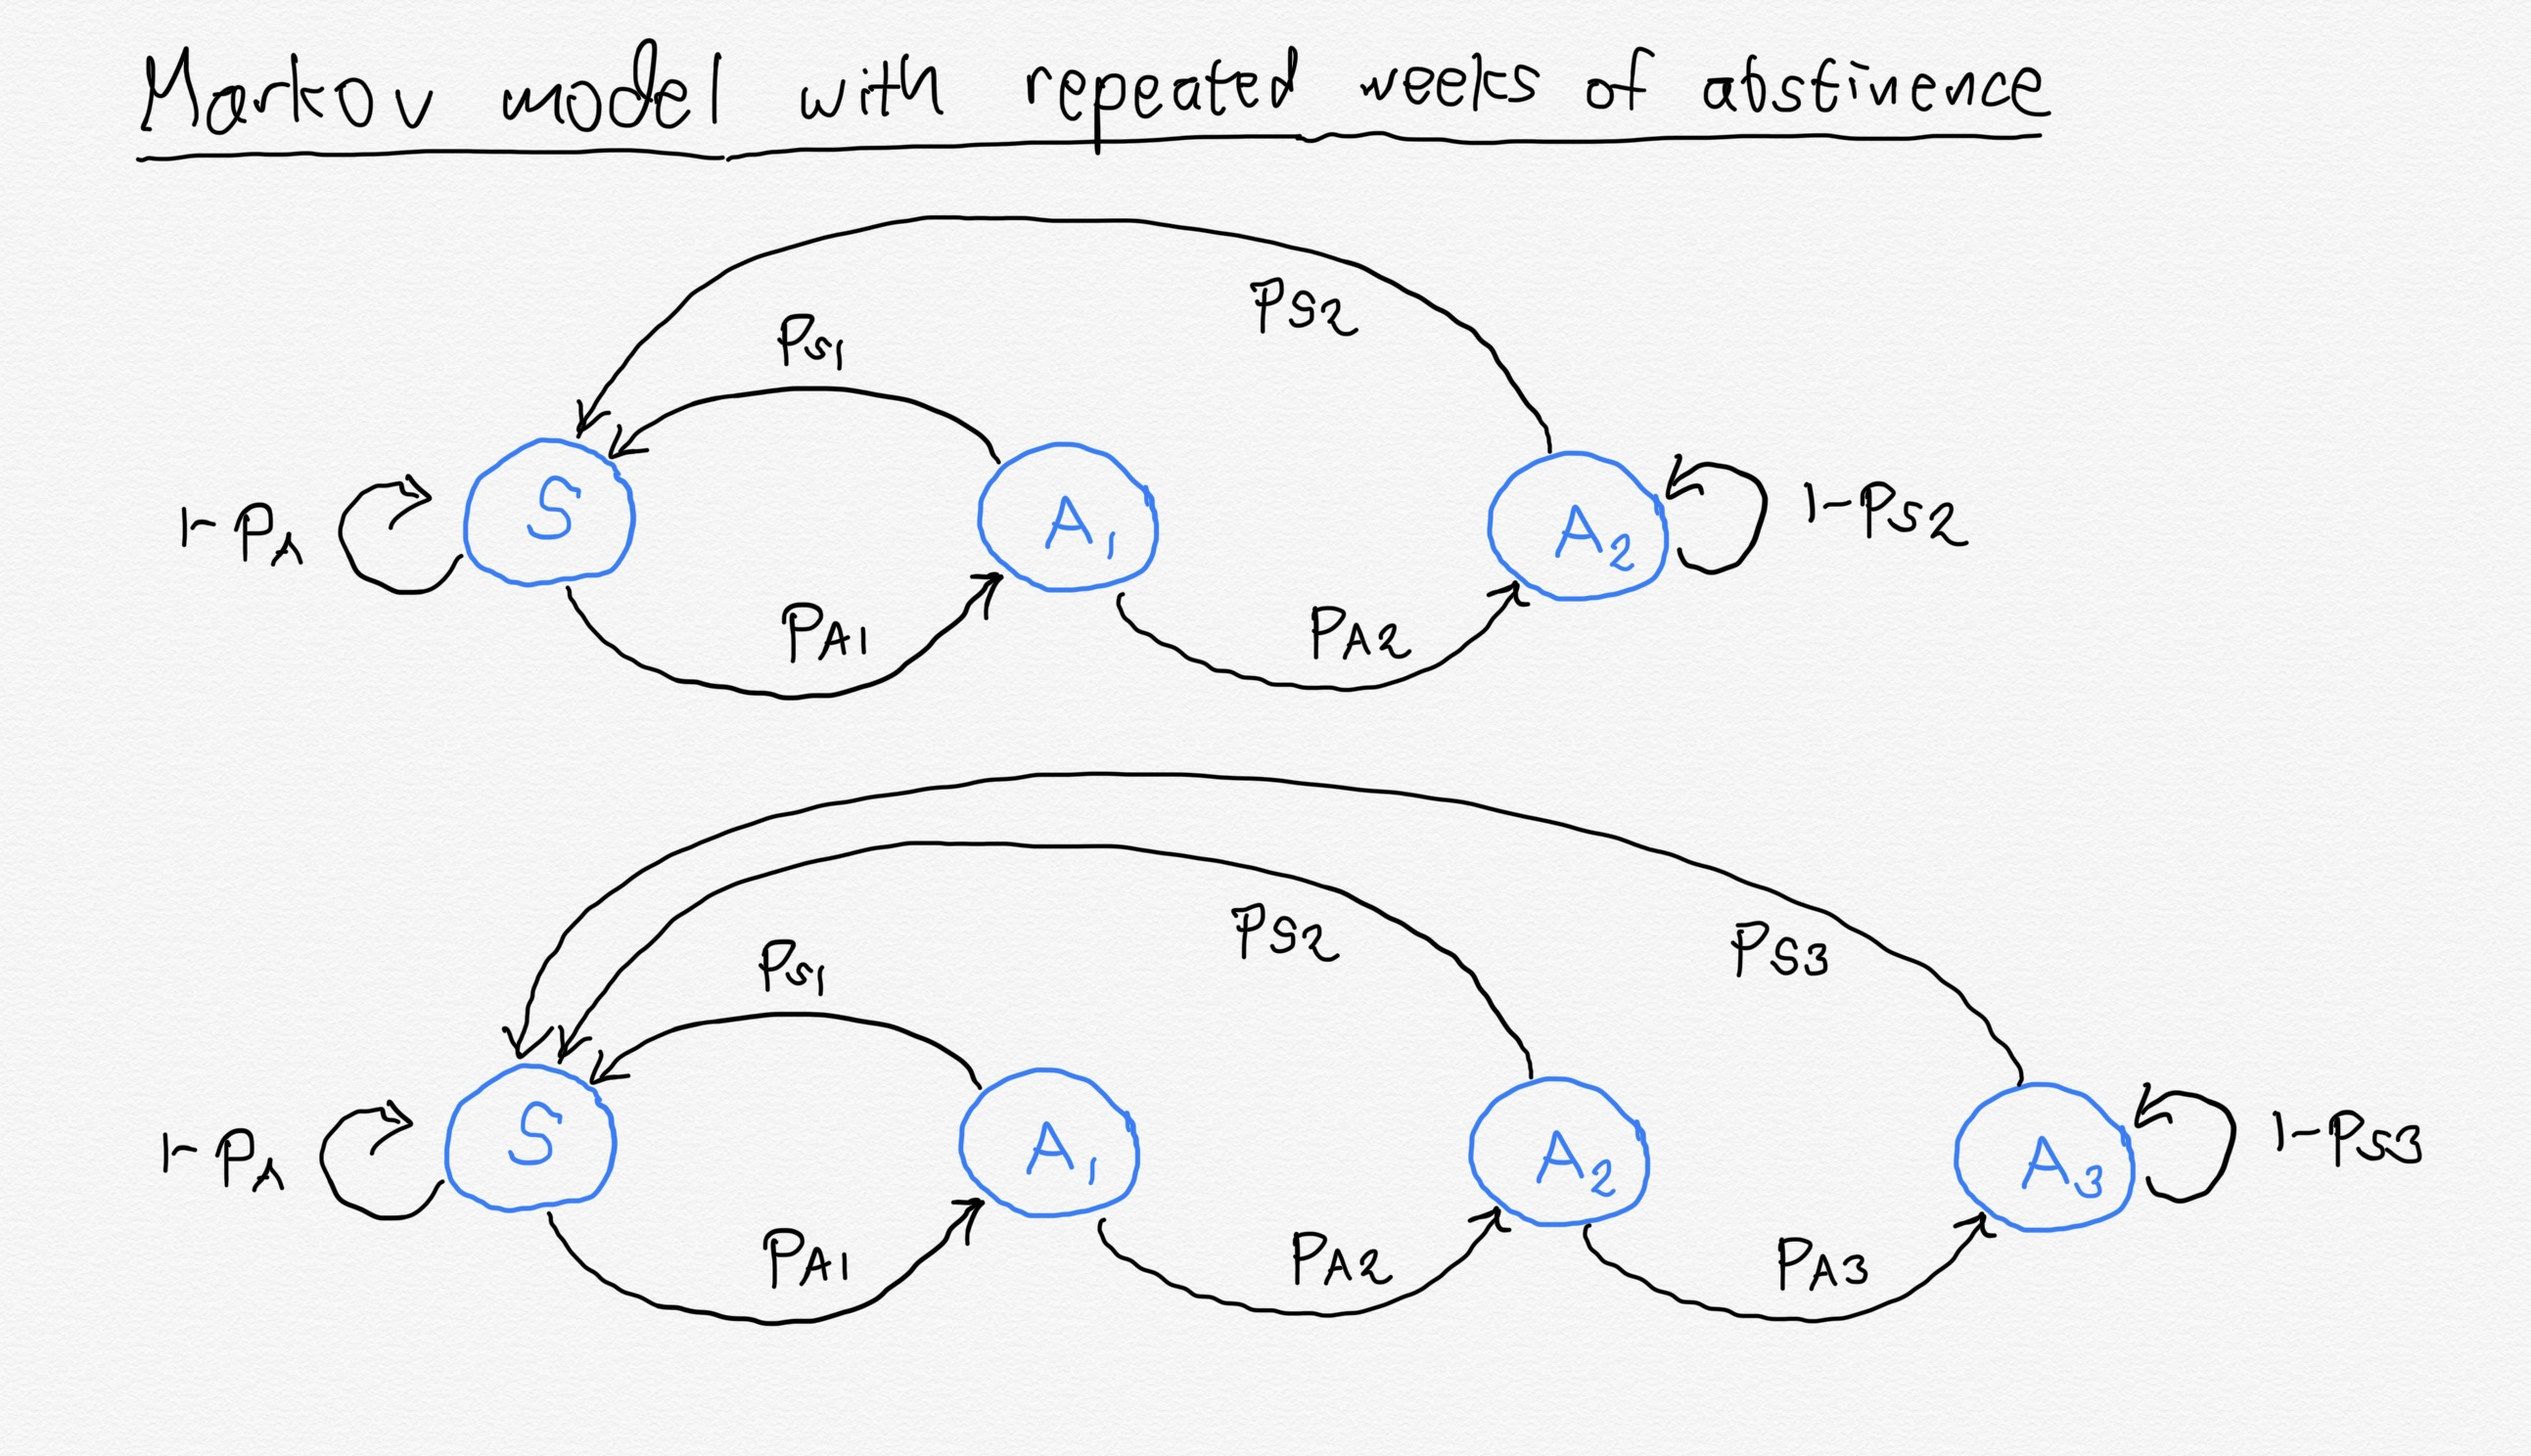 Markov model with repeated weeks of abstinence
PS2
PS1
S
A1
A2
1-PA
1-PS2
PA1
PA2
PS2
PS3
PS1
S
A1
A2
A3
1-PA
1-PS3
PA1
PA2
PA3